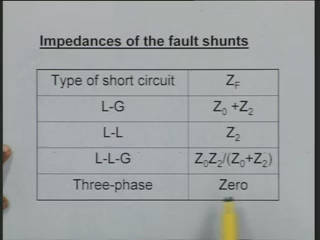 Impedances of the fault shunts
Type of short circuit Z_F
L-G Z_0 +Z_2
L-L Z_2
L-L-G Z_0Z_2/(Z_0+Z_2)
Three-phase Zero